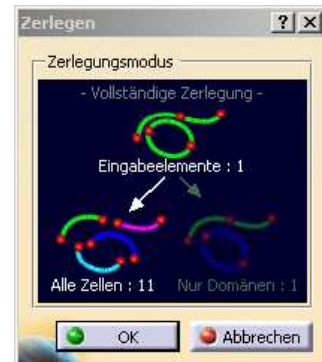 Zerlegen
Zerlegungsmodus
- Vollständige Zerlegung -
Eingabeelemente : 1
Alle Zellen : 11
Nur Domänen : 1
OK
Abbrechen